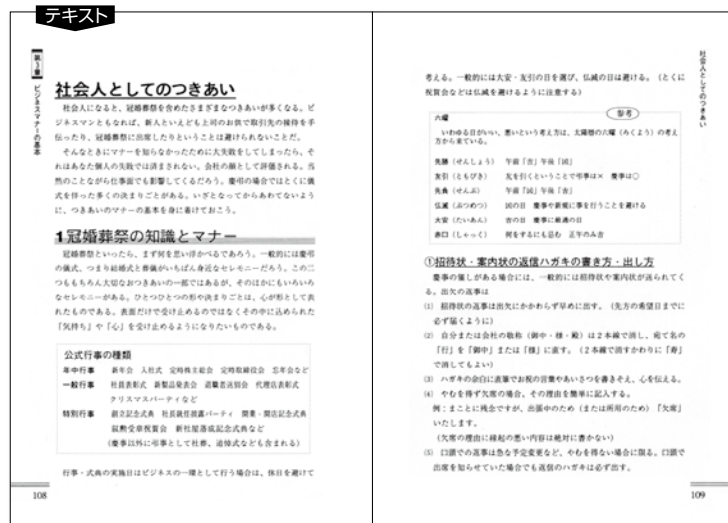 テキスト
第3章 ビジネスマナーの基本
社会人としてのつきあい
社会人になると、冠婚葬祭を含めたさまざまなつきあいが多くなる。ビ
ジネスマンともなれば、新人といえども上司のお供で取引先の接待を手
伝ったり、冠婚葬祭に出席したりということは避けられないことだ。
そんなときにマナーを知らなかったために大失敗をしてしまったら、そ
れはあなた個人の失敗では済まされない。会社の顔として評価される。当
然のことながら仕事面でも影響してくるだろう。慶弔の場合ではとくに儀
式を伴った多くの決まりごとがある。いざとなってからあわてないよう
に、つきあいのマナーの基本を身に着けておこう。
1冠婚葬祭の知識とマナー
冠婚葬祭といったら、まず何を思い浮かべるであろう。一般的には慶弔
の儀式、つまり結婚式と葬儀がいちばん身近なセレモニーだろう。この二
つももちろん大切なおつきあいの一部ではあるが、そのほかにもいろいろ
なセレモニーがある。ひとつひとつの形や決まりごとは、心が形として表
れたものである。表面だけで受け止めるのではなくその中に込められた
「気持ち」や「心」を受け止めるようになりたいものである。
公式行事の種類
年中行事 新年会 入社式 定時株主総会 定時取締役会 忘年会など
一般行事 社員表彰式 新製品発表会 退職者送別会 代理店表彰式
クリスマスパーティなど
特別行事 創立記念式典 社長就任披露パーティ 開業・開店記念式典
叙勲受章祝賀会 新社屋落成記念式典など
(慶事以外に弔事として社葬、追悼式なども含まれる)
行事・式典の実施日はビジネスの一環として行う場合は、休日を避けて
108
社会人としてのつきあい
考える。一般的には大安・友引の日を選び、仏滅の日は避ける。(とくに
祝賀会などは仏滅を避けるように注意する)
参考
六曜
いわゆる日がいい、悪いという考え方は、太陰暦の六曜(ろくよう)の考え
方から来ている。
先勝(せんしょう) 午前「吉」午後「凶」
友引(ともびき) 友を引くということで弔事は× 慶事は○
先負(せんぶ) 午前「凶」午後「吉」
仏滅(ぶつめつ) 凶の日 慶事や新規に事を行うことを避ける
大安(たいあん) 吉の日 慶事に最適の日
赤口(しゃっく) 何をするにも忌む 正午のみ吉
①招待状・案内状の返信ハガキの書き方・出し方
慶事の催しがある場合には、一般的には招待状や案内状が送られてく
る。出欠の返事は
(1) 招待状の返事は出欠にかかわらず早めに出す。(先方の希望日までに
必ず届くように)
(2) 自分または会社の敬称(御中・様・殿)は2本線で消し、宛て名の
「行」を「御中」または「様」に直す。(2本線で消すかわりに「寿」
で消してもよい)
(3) ハガキの余白に直筆でお祝の言葉やあいさつを書きそえ、心を伝える。
(4) やむを得ず欠席の場合、その理由を簡単に記入する。
例:まことに残念ですが、出張中のため(または所用のため)『欠席』
いたします。
(欠席の理由に縁起の悪い内容は絶対に書かない)
(5) 口頭での返事は急な予定変更など、やむを得ない場合に限る。口頭で
出席を知らせていた場合でも返信のハガキは必ず出す。
109